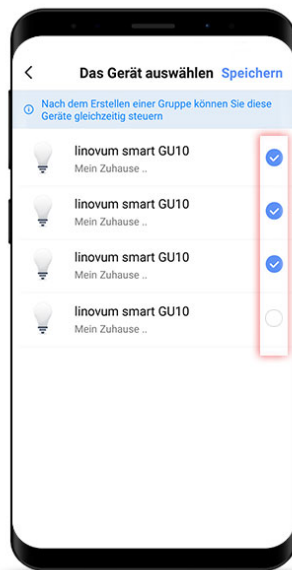 Das Gerät auswählen Speichern
Nach dem Erstellen einer Gruppe können Sie diese
Geräte gleichzeitig steuern
linovum smart GU10
Mein Zuhause ..
linovum smart GU10
Mein Zuhause ..
linovum smart GU10
Mein Zuhause ..
linovum smart GU10
Mein Zuhause ..